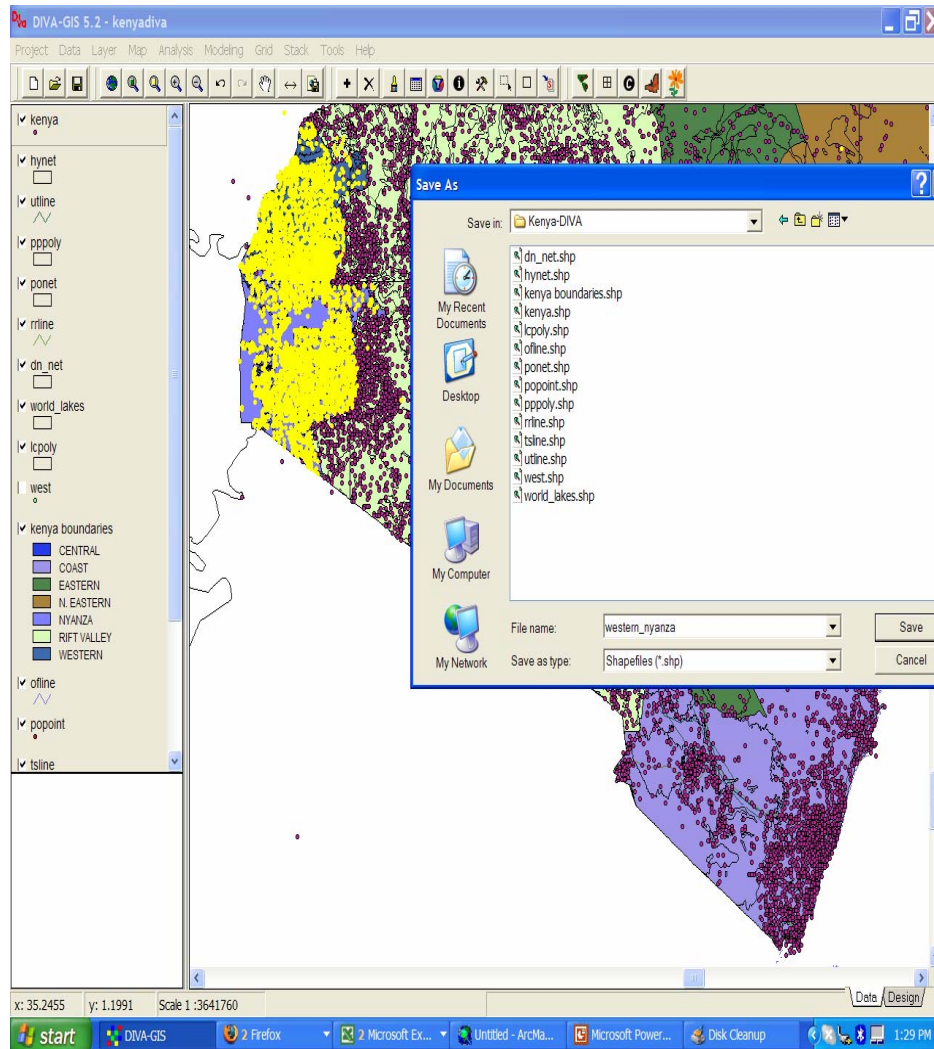 DIVA-GIS 5.2 - kenyadiva
Project Data Layer Map Analysis Modeling Grid Stack Tools Help
kenya
hynet
utline
pppoly
ponet
rrline
dn_net
world_lakes
lcpoly
west
kenya boundaries
CENTRAL
COAST
EASTERN
N. EASTERN
NYANZA
RIFT VALLEY
WESTERN
ofline
popoint
tsline
Save As
Save in: Kenya-DIVA
My Recent Documents
Desktop
My Documents
My Computer
My Network
dn_net.shp
hynet.shp
kenya boundaries.shp
kenya.shp
lcpoly.shp
ofline.shp
ponet.shp
popoint.shp
pppoly.shp
rrline.shp
tsline.shp
utline.shp
west.shp
world_lakes.shp
File name: western_nyanza Save
Save as type: Shapefiles (*.shp) Cancel
x: 35.2455 y: 1.1991 Scale 1 :3641760
Data Design
start DIVA-GIS 2 Firefox 2 Microsoft Ex... Untitled - ArcMa... Microsoft Power... Disk Cleanup 1:29 PM